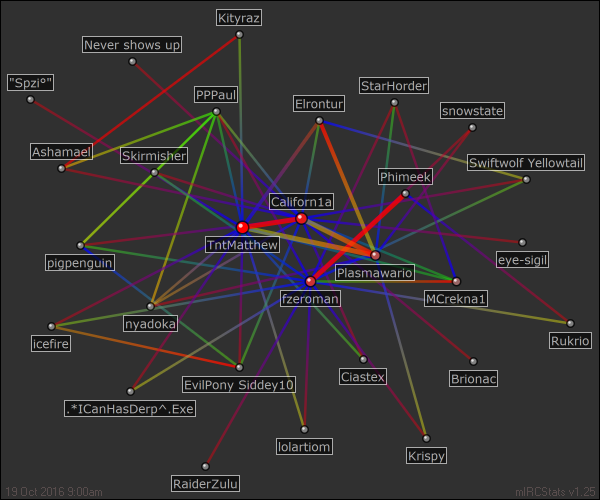 Kityraz
Never shows up
"Spzi°"
PPPaul
Elrontur
StarHorder
snowstate
Ashamael
Skirmisher
Swiftwolf Yellowtail
Phimeek
Californ1a
TntMatthew
eye-sigil
pigpenguin
Plasmawario
fzeroman
MCrekna1
nyadoka
icefire
Rukrio
EvilPony Siddey10
Ciastex
Brionac
.*ICanHasDerp^.Exe
lolartiom
Krispy
RaiderZulu
19 Oct 2016 9:00am
mIRCStats v1.25